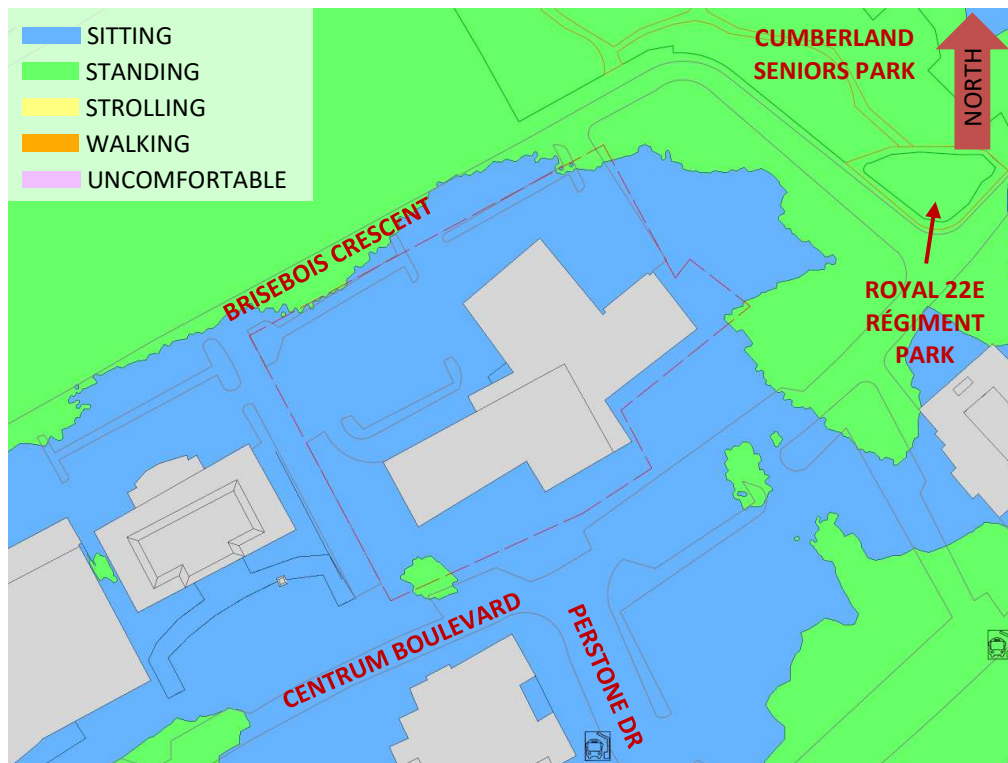 SITTING
STANDING
STROLLING
WALKING
UNCOMFORTABLE
CUMBERLAND
SENIORS PARK
NORTH
BRISEBOIS CRESCENT
ROYAL 22E
RÉGIMENT
PARK
CENTRUM BOULEVARD
PERSTONE DR